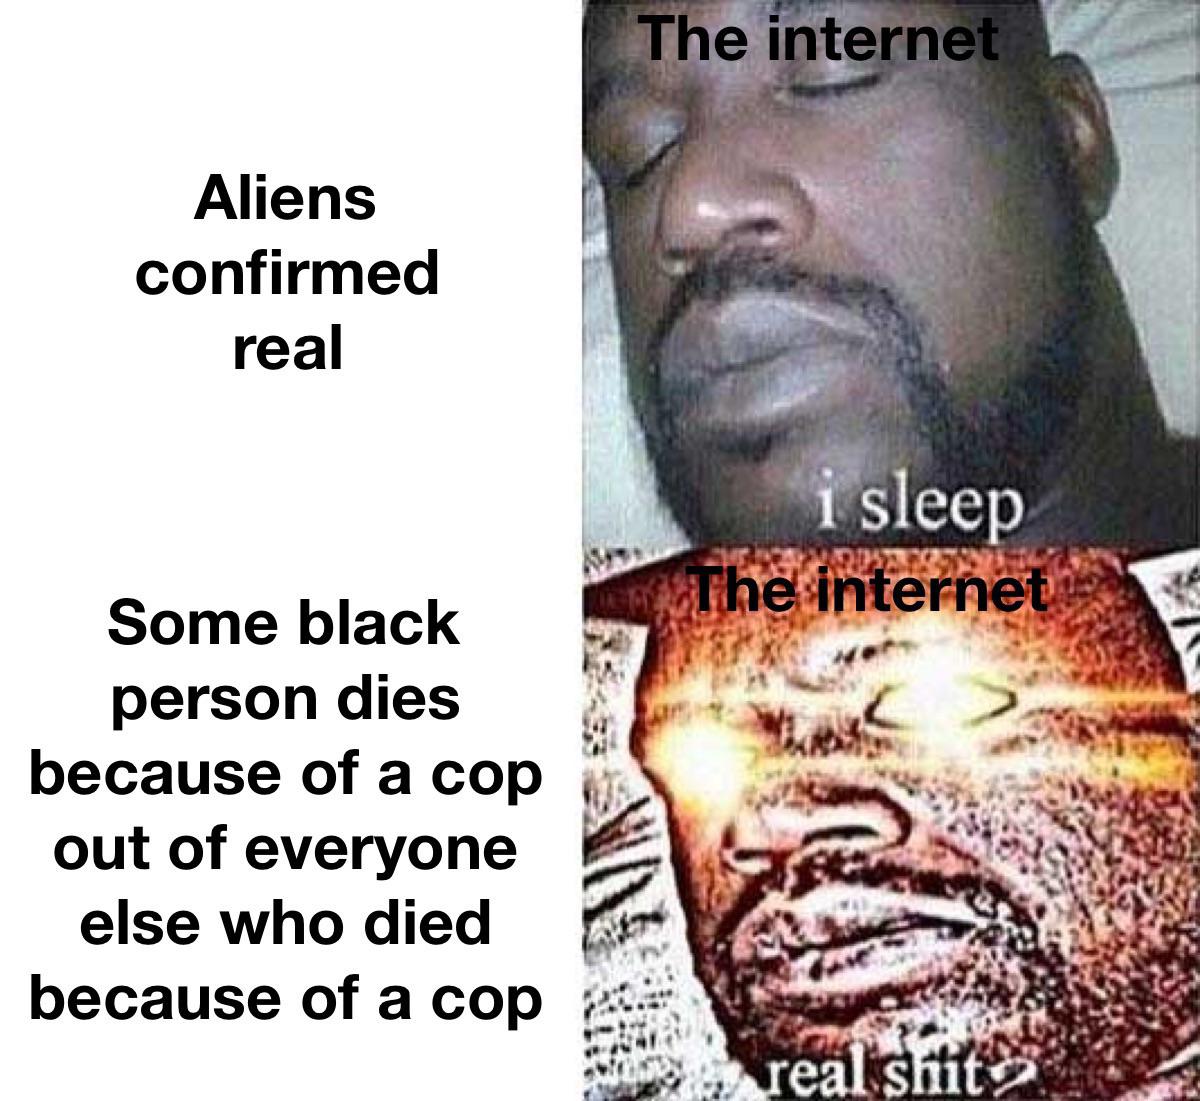 The internet
Aliens
confirmed
real
i sleep
The internet
Some black
person dies
because of a cop
out of everyone
else who died
because of a cop
real shit?